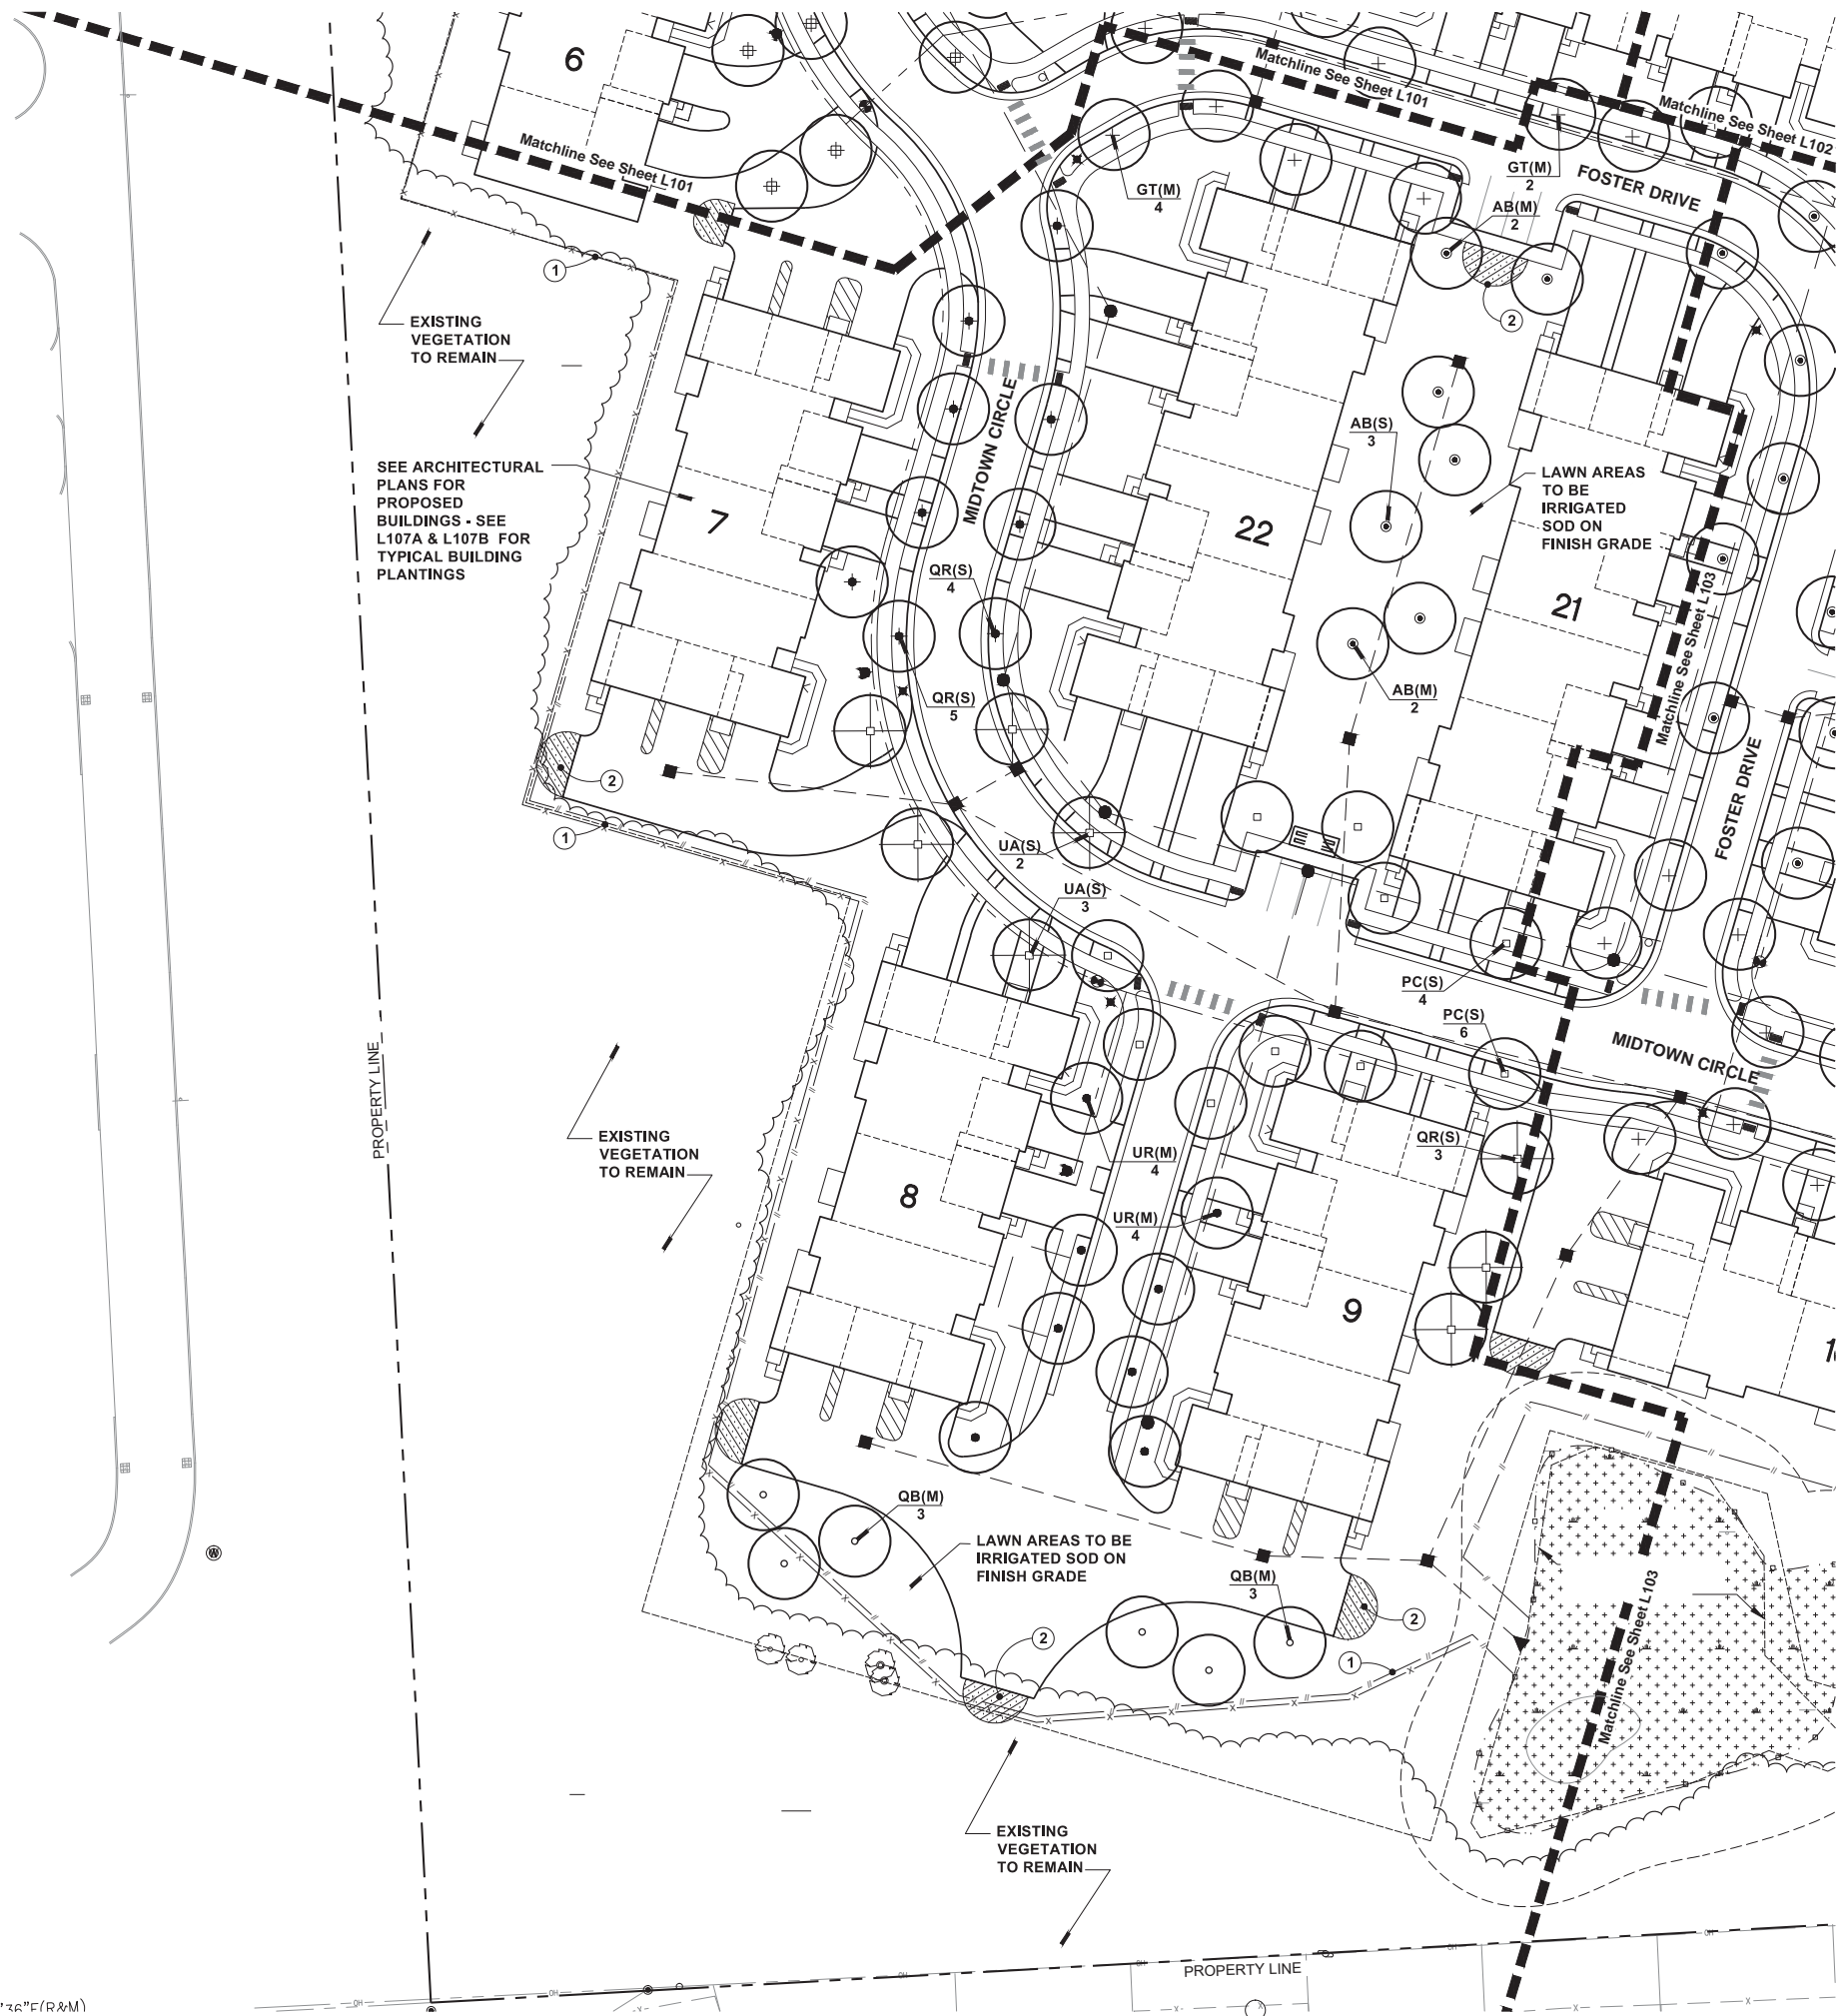 6
Matchline See Sheet L101
Matchline See Sheet L101
Matchline See Sheet L102
GT(M)
4
GT(M)
2
FOSTER DRIVE
AB(M)
2
1
2
EXISTING
VEGETATION
TO REMAIN
MIDTOWN CIRCLE
AB(S)
3
SEE ARCHITECTURAL
PLANS FOR
PROPOSED
BUILDINGS - SEE
L107A & L107B FOR
TYPICAL BUILDING
PLANTINGS
7
22
LAWN AREAS
TO BE
IRRIGATED
SOD ON
FINISH GRADE
QR(S)
4
21
Matchline See Sheet L103
QR(S)
5
AB(M)
2
2
1
FOSTER DRIVE
UA(S)
2
UA(S)
3
PC(S)
4
PC(S)
6
MIDTOWN CIRCLE
PROPERTY LINE
EXISTING
VEGETATION
TO REMAIN
UR(M)
4
QR(S)
3
8
UR(M)
4
9
QB(M)
3
LAWN AREAS TO BE
IRRIGATED SOD ON
FINISH GRADE
QB(M)
3
2
2
1
Matchline See Sheet L103
EXISTING
VEGETATION
TO REMAIN
PROPERTY LINE
'36"E(R&M)